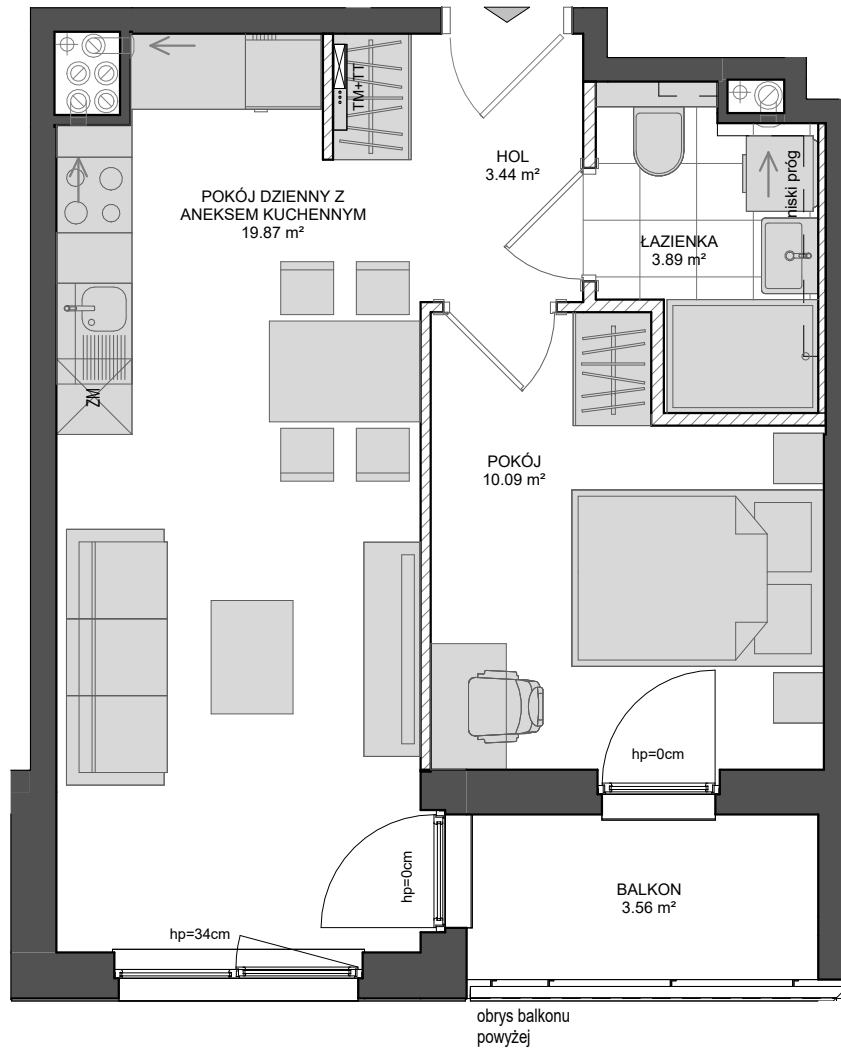 TM+TT
HOL
3.44 m²
niski próg
POKÓJ DZIENNY Z
ANEKSEM KUCHENNYM
19.87 m²
ŁAZIENKA
3.89 m²
ZM
POKÓJ
10.09 m²
hp=0cm
hp=0cm
BALKON
3.56 m²
hp=34cm
obrys balkonu
powyżej